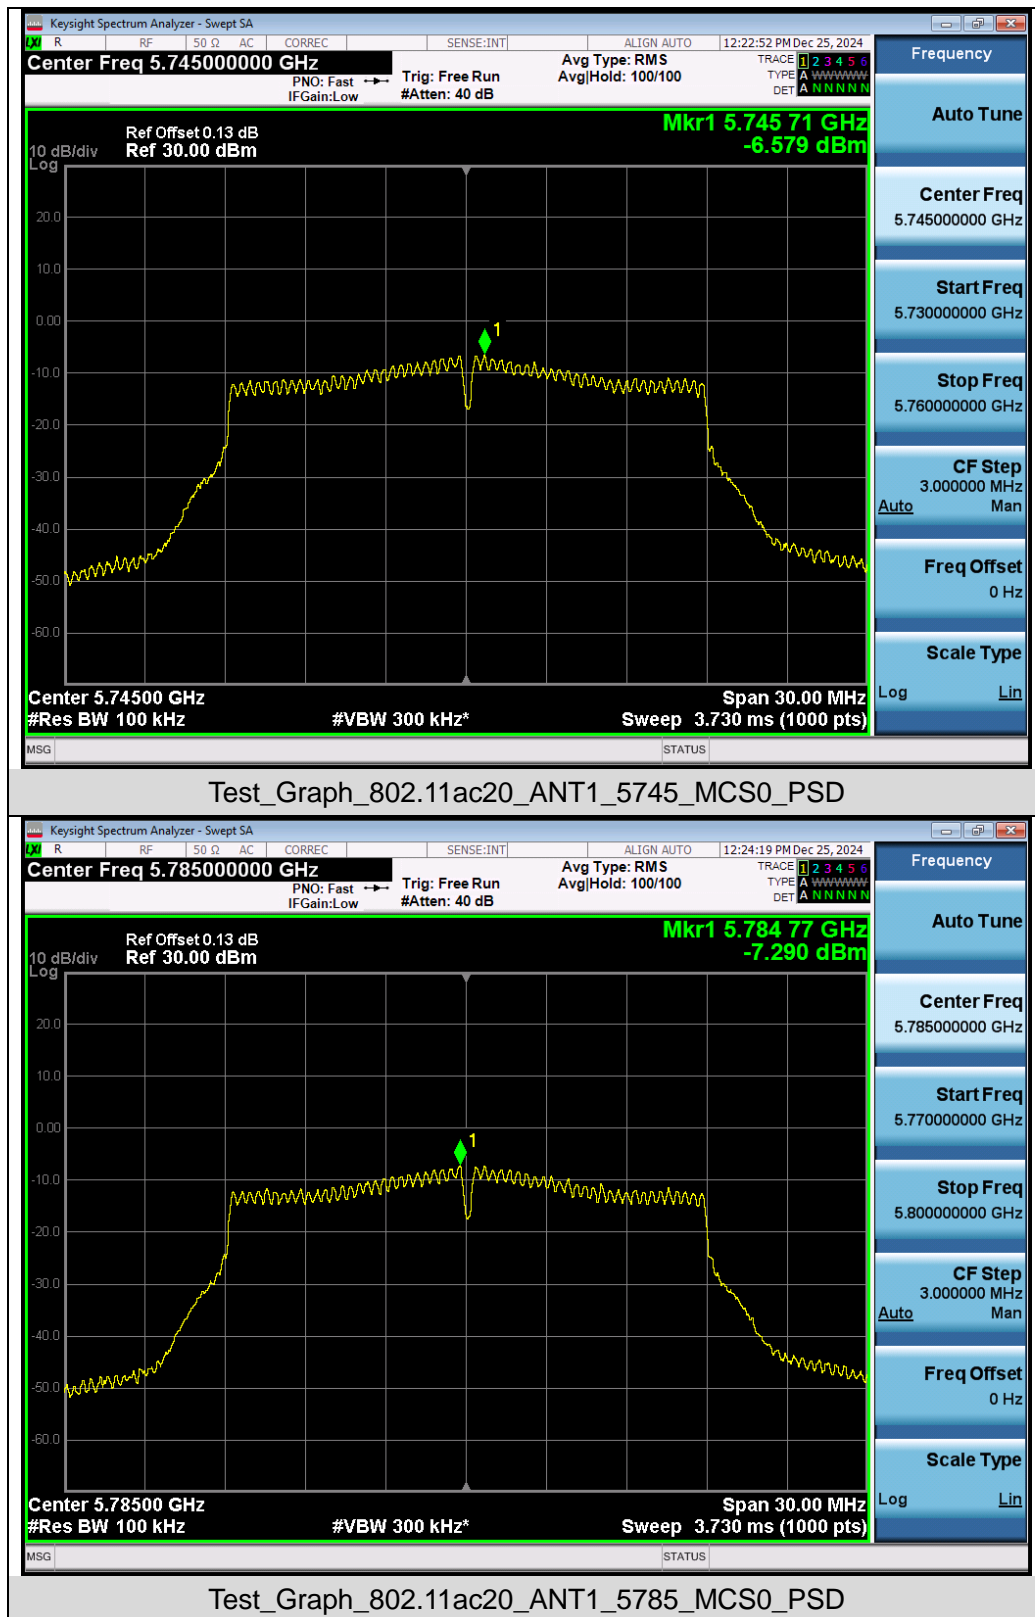 Keysight Spectrum Analyzer - Swept SA
LXI R RF 50 Ω AC CORREC SENSE:INT ALIGN AUTO 12:22:52 PM Dec 25, 2024
Center Freq 5.745000000 GHz
PNO: Fast
IFGain:Low
Trig: Free Run
#Atten: 40 dB
Avg Type: RMS
Avg|Hold: 100/100
TRACE 1 2 3 4 5 6
TYPE A WWWWW
DET A N N N N N
Mkr1 5.745 71 GHz
-6.579 dBm
Ref Offset 0.13 dB
10 dB/div Ref 30.00 dBm
Log
20.0
10.0
0.00
1
-10.0
-20.0
-30.0
-40.0
-50.0
-60.0
Center 5.74500 GHz Span 30.00 MHz
#Res BW 100 kHz #VBW 300 kHz* Sweep 3.730 ms (1000 pts)
MSG STATUS
Frequency
Auto Tune
Center Freq
5.745000000 GHz
Start Freq
5.730000000 GHz
Stop Freq
5.760000000 GHz
CF Step
3.000000 MHz
Auto Man
Freq Offset
0 Hz
Scale Type
Log Lin
Test_Graph_802.11ac20_ANT1_5745_MCS0_PSD
Keysight Spectrum Analyzer - Swept SA
LXI R RF 50 Ω AC CORREC SENSE:INT ALIGN AUTO 12:24:19 PM Dec 25, 2024
Center Freq 5.785000000 GHz
PNO: Fast
IFGain:Low
Trig: Free Run
#Atten: 40 dB
Avg Type: RMS
Avg|Hold: 100/100
TRACE 1 2 3 4 5 6
TYPE A WWWWW
DET A N N N N N
Mkr1 5.784 77 GHz
-7.290 dBm
Ref Offset 0.13 dB
10 dB/div Ref 30.00 dBm
Log
20.0
10.0
0.00
1
-10.0
-20.0
-30.0
-40.0
-50.0
-60.0
Center 5.78500 GHz Span 30.00 MHz
#Res BW 100 kHz #VBW 300 kHz* Sweep 3.730 ms (1000 pts)
MSG STATUS
Frequency
Auto Tune
Center Freq
5.785000000 GHz
Start Freq
5.770000000 GHz
Stop Freq
5.800000000 GHz
CF Step
3.000000 MHz
Auto Man
Freq Offset
0 Hz
Scale Type
Log Lin
Test_Graph_802.11ac20_ANT1_5785_MCS0_PSD